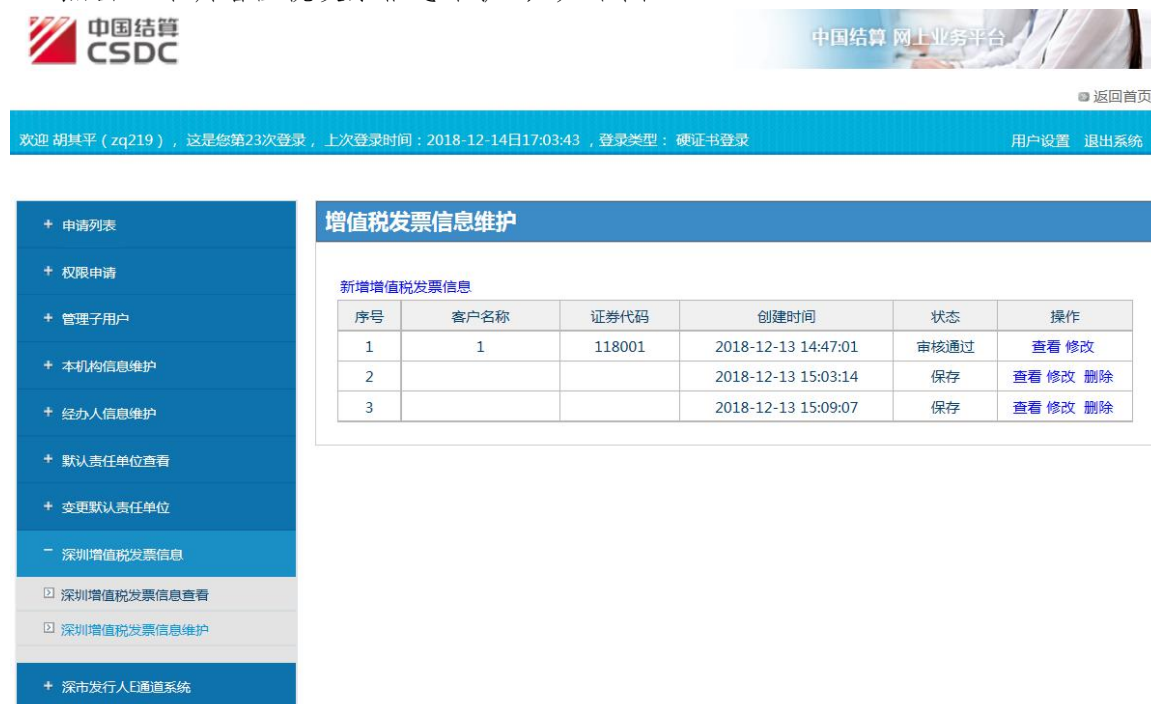 中国结算
CSDC
中国结算 网上业务平台
返回首页
欢迎 胡其平（zq219），这是您第23次登录，上次登录时间：2018-12-14日17:03:43，登录类型： 硬证书登录 用户设置 退出系统
+ 申请列表
+ 权限申请
+ 管理子用户
+ 本机构信息维护
+ 经办人信息维护
+ 默认责任单位查看
+ 变更默认责任单位
- 深圳增值税发票信息
深圳增值税发票信息查看
深圳增值税发票信息维护
+ 深市发行人E通道系统
增值税发票信息维护
新增增值税发票信息
序号 客户名称 证券代码 创建时间 状态 操作
1 1 118001 2018-12-13 14:47:01 审核通过 查看 修改
2 2018-12-13 15:03:14 保存 查看 修改 删除
3 2018-12-13 15:09:07 保存 查看 修改 删除